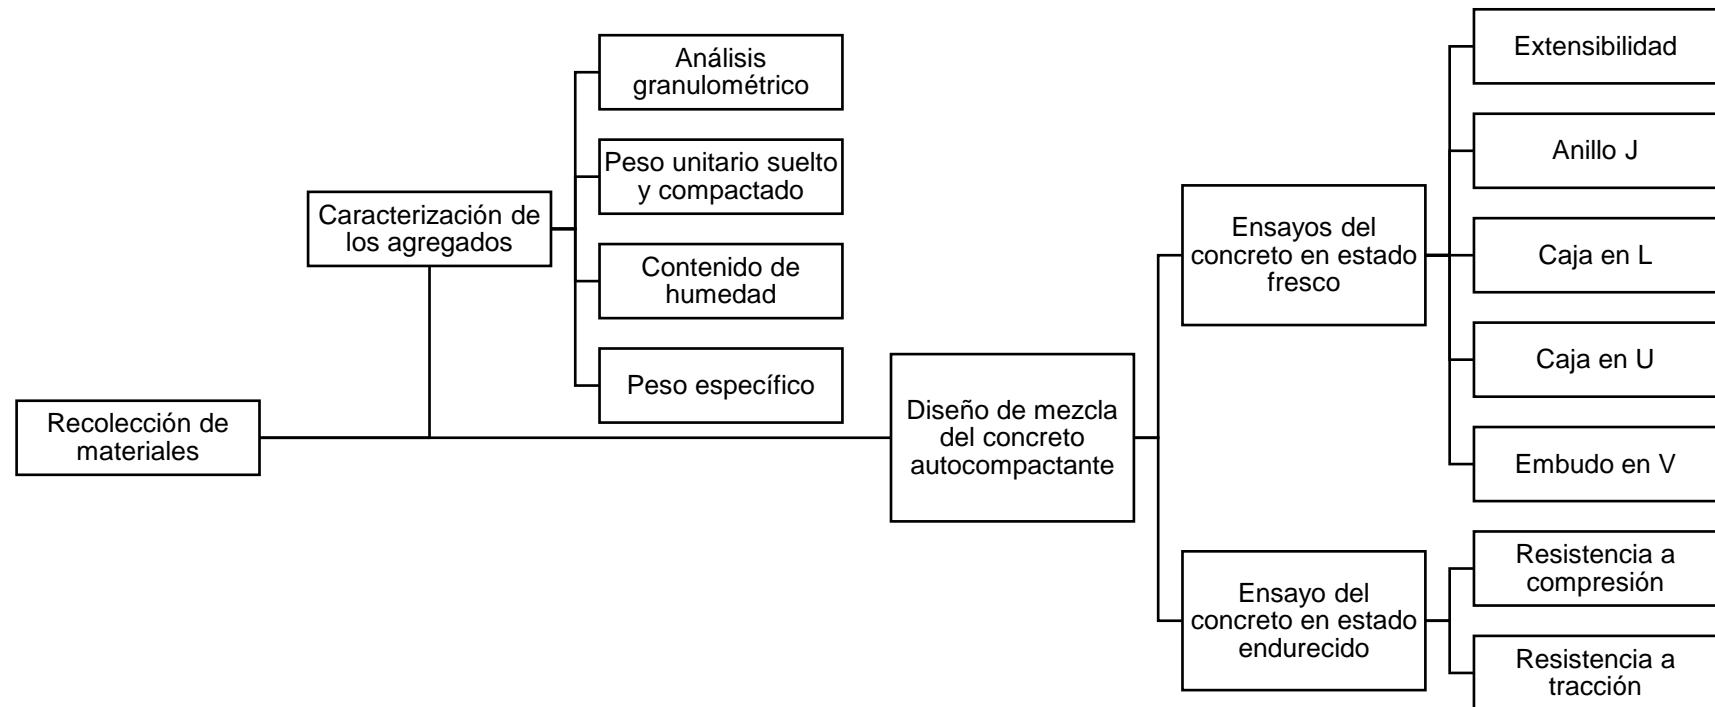 Recolección de
materiales
Caracterización de
los agregados
Análisis
granulométrico
Peso unitario suelto
y compactado
Contenido de
humedad
Peso específico
Diseño de mezcla
del concreto
autocompactante
Ensayos del
concreto en estado
fresco
Extensibilidad
Anillo J
Caja en L
Caja en U
Embudo en V
Ensayo del
concreto en estado
endurecido
Resistencia a
compresión
Resistencia a
tracción